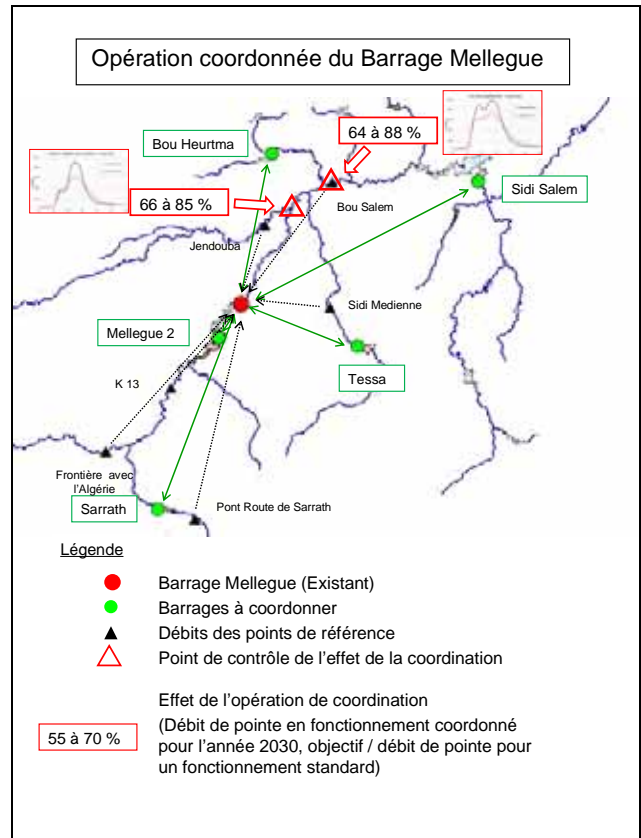 Opération coordonnée du Barrage Mellegue
64 à 88 %
Bou Heurtma
Sidi Salem
66 à 85 %
Bou Salem
Jendouba
Sidi Medienne
Mellegue 2
Tessa
K 13
Frontière avec
l'Algérie
Sarrath
Pont Route de Sarrath
Légende
Barrage Mellegue (Existant)
Barrages à coordonner
Débits des points de référence
Point de contrôle de l'effet de la coordination
Effet de l'opération de coordination
55 à 70 %
(Débit de pointe en fonctionnement coordonné
pour l'année 2030, objectif / débit de pointe pour
un fonctionnement standard)